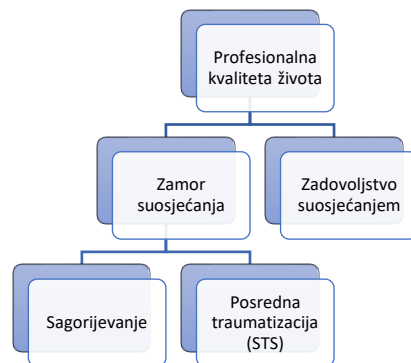 Profesionalna
kvaliteta života
Zamor
suosjećanja
Zadovoljstvo
suosjećanjem
Sagorijevanje
Posredna
traumatizacija
(STS)